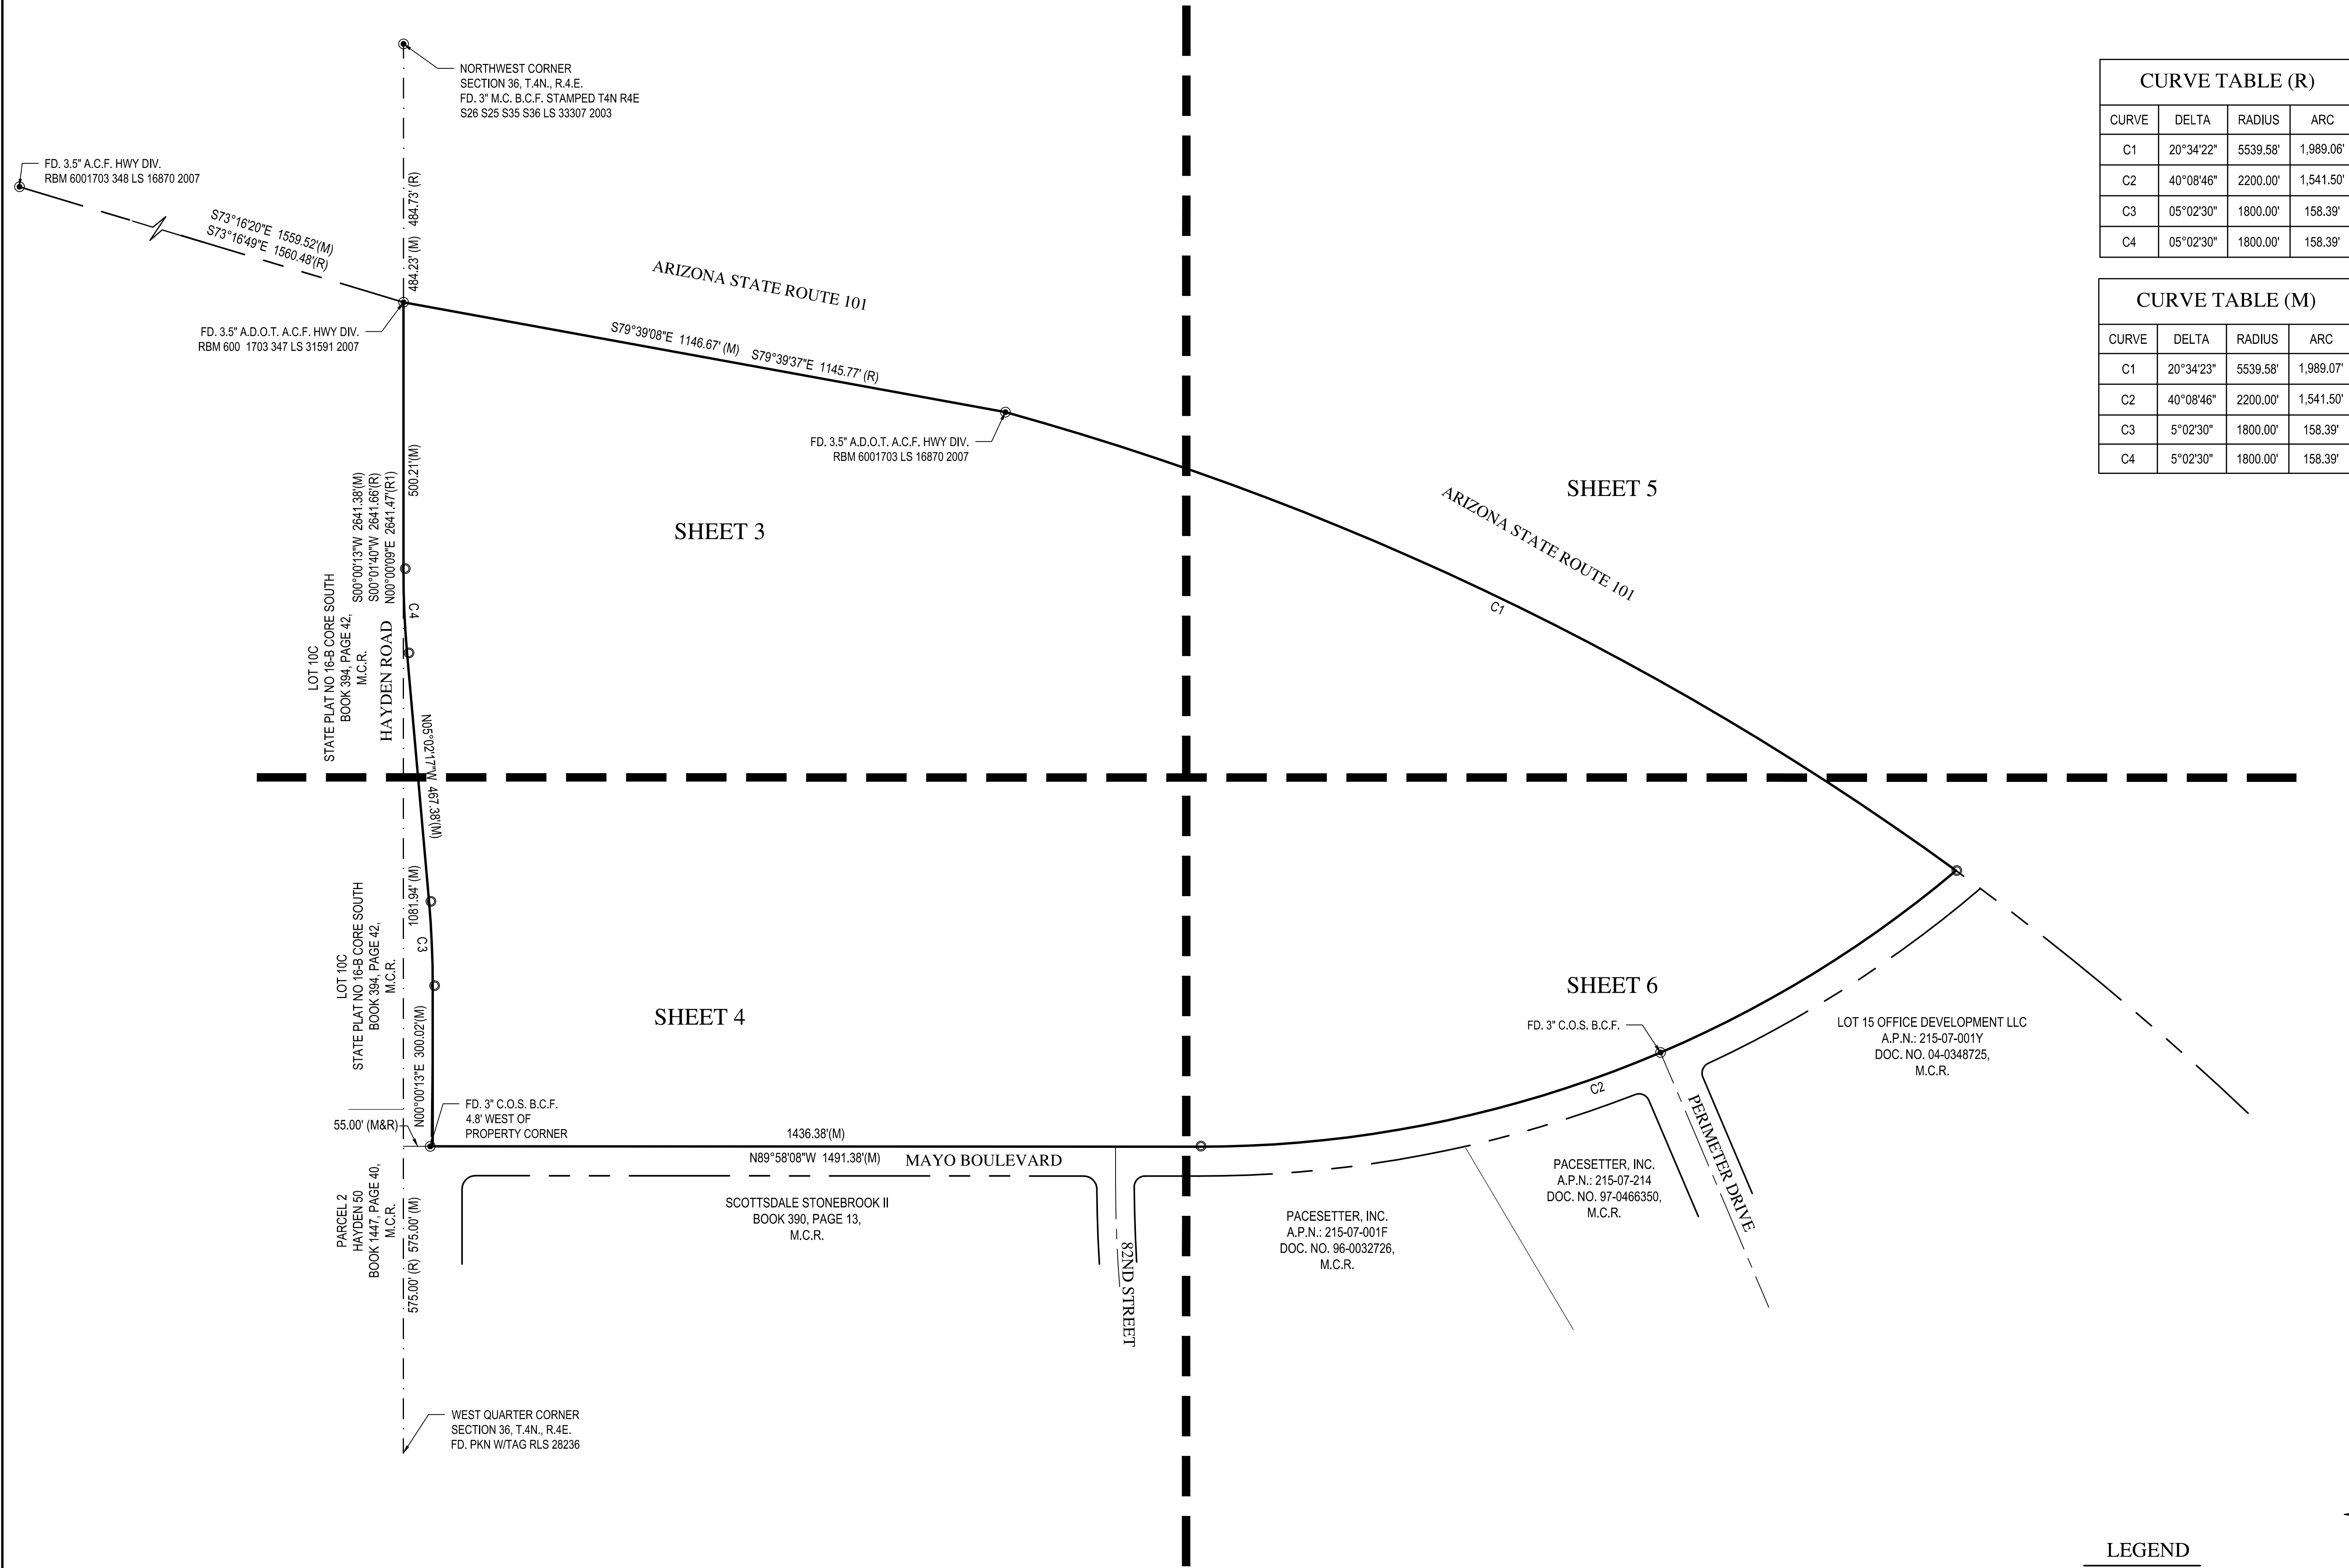 NORTHWEST CORNER
SECTION 36, T.4N., R.4.E.
FD. 3" M.C. B.C.F. STAMPED T4N R4E
S26 S25 S35 S36 LS 33307 2003
FD. 3.5" A.C.F. HWY DIV.
RBM 6001703 348 LS 16870 2007
S73°16'20"E 1559.52'(M)
S73°16'49"E 1560.48'(R)
484.23' (M) 484.73' (R)
FD. 3.5" A.D.O.T. A.C.F. HWY DIV.
RBM 600 1703 347 LS 31591 2007
ARIZONA STATE ROUTE 101
S79°39'08"E 1146.67' (M) S79°39'37"E 1145.77' (R)
FD. 3.5" A.D.O.T. A.C.F. HWY DIV.
RBM 6001703 LS 16870 2007
CURVE TABLE (R)
CURVE DELTA RADIUS ARC
C1 20°34'22" 5539.58' 1,989.06'
C2 40°08'46" 2200.00' 1,541.50'
C3 05°02'30" 1800.00' 158.39'
C4 05°02'30" 1800.00' 158.39'
CURVE TABLE (M)
CURVE DELTA RADIUS ARC
C1 20°34'23" 5539.58' 1,989.07'
C2 40°08'46" 2200.00' 1,541.50'
C3 5°02'30" 1800.00' 158.39'
C4 5°02'30" 1800.00' 158.39'
SHEET 5
ARIZONA STATE ROUTE 101
C1
SHEET 3
500.21'(M)
S00°00'13"W 2641.38'(M)
S00°01'40"W 2641.66'(R)
N00°00'09"E 2641.47'(R1)
LOT 10C
STATE PLAT NO 16-B CORE SOUTH
BOOK 394, PAGE 42,
M.C.R.
HAYDEN ROAD
C4
N05°02'17"W 467.38'(M)
1081.94' (M)
LOT 10C
STATE PLAT NO 16-B CORE SOUTH
BOOK 394, PAGE 42,
M.C.R.
C3
N00°00'13"E 300.02'(M)
SHEET 4
SHEET 6
FD. 3" C.O.S. B.C.F.
LOT 15 OFFICE DEVELOPMENT LLC
A.P.N.: 215-07-001Y
DOC. NO. 04-0348725,
M.C.R.
C2
FD. 3" C.O.S. B.C.F.
4.8' WEST OF
PROPERTY CORNER
55.00' (M&R)
1436.38'(M)
N89°58'08"W 1491.38'(M)
MAYO BOULEVARD
PERIMETER DRIVE
PARCEL 2
HAYDEN 50
BOOK 1447, PAGE 40,
M.C.R.
575.00' (R) 575.00' (M)
SCOTTSDALE STONEBROOK II
BOOK 390, PAGE 13,
M.C.R.
82ND STREET
PACESETTER, INC.
A.P.N.: 215-07-001F
DOC. NO. 96-0032726,
M.C.R.
PACESETTER, INC.
A.P.N.: 215-07-214
DOC. NO. 97-0466350,
M.C.R.
WEST QUARTER CORNER
SECTION 36, T.4N., R.4E.
FD. PKN W/TAG RLS 28236
LEGEND